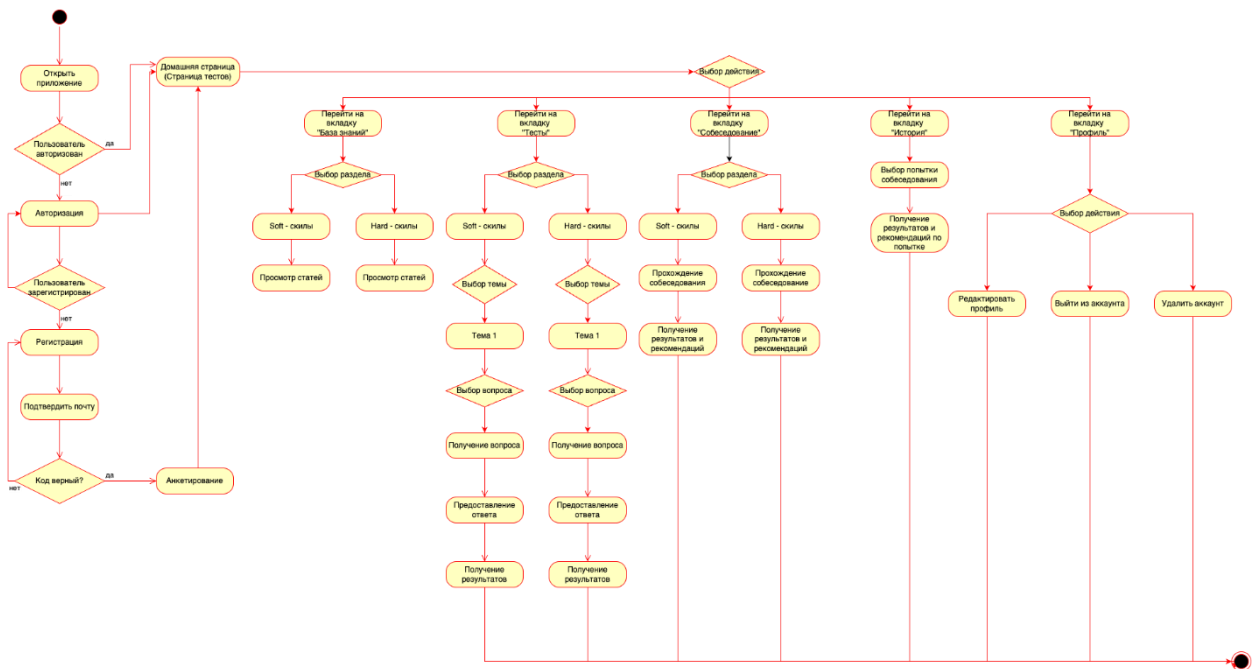 Открыть
приложение
Пользователь
авторизован
да
нет
Авторизация
Пользователь
зарегистрирован
нет
Регистрация
Подтвердить почту
Код верный?
нет
да
Анкетирование
Домашняя страница
(Страница тестов)
Выбор действия
Перейти на
вкладку
"База знаний"
Выбор раздела
Soft - скилы
Hard - скилы
Просмотр статей
Просмотр статей
Перейти на
вкладку
"Тесты"
Выбор раздела
Soft - скилы
Hard - скилы
Выбор темы
Выбор темы
Тема 1
Тема 1
Выбор вопроса
Выбор вопроса
Получение вопроса
Получение вопроса
Предоставление
ответа
Предоставление
ответа
Получение
результатов
Получение
результатов
Перейти на
вкладку
"Собеседование"
Выбор раздела
Soft - скилы
Hard - скилы
Прохождение
собеседования
Прохождение
собеседование
Получение
результатов и
рекомендаций
Получение
результатов и
рекомендаций
Перейти на
вкладку
"История"
Выбор попытки
собеседования
Получение
результатов и
рекомендаций по
попытке
Перейти на
вкладку
"Профиль"
Выбор действия
Редактировать
профиль
Выйти из аккаунта
Удалить аккаунт